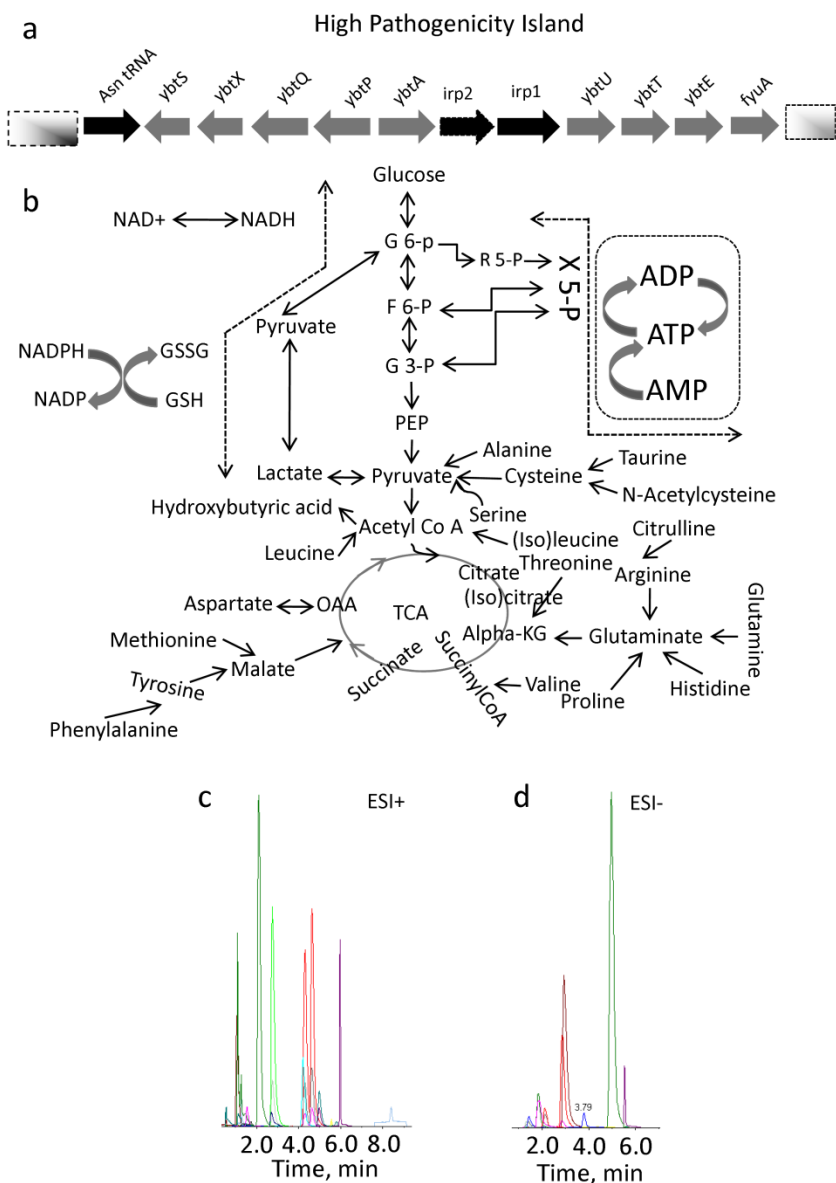 a
High Pathogenicity Island
Asn tRNA
ybtS
ybtX
ybtQ
ybtP
ybtA
irp2
irp1
ybtU
ybtT
ybtE
fyuA
b
Glucose
NAD+
NADH
G 6-p
R 5-P
X 5-P
ADP
ATP
AMP
F 6-P
Pyruvate
NADPH
GSSG
NADP
GSH
G 3-P
PEP
Alanine
Taurine
Lactate
Pyruvate
Cysteine
N-Acetylcysteine
Hydroxybutyric acid
Serine
Acetyl Co A
(Iso)leucine
Citrulline
Leucine
Threonine
Citrate
Arginine
(Iso)citrate
Aspartate
OAA
TCA
Alpha-KG
Glutaminate
Glutamine
Methionine
Malate
Succinate
SuccinylCoA
Valine
Proline
Histidine
Tyrosine
Phenylalanine
c
ESI+
2.0 4.0 6.0 8.0
Time, min
d
ESI-
3.79
2.0 4.0 6.0
Time, min